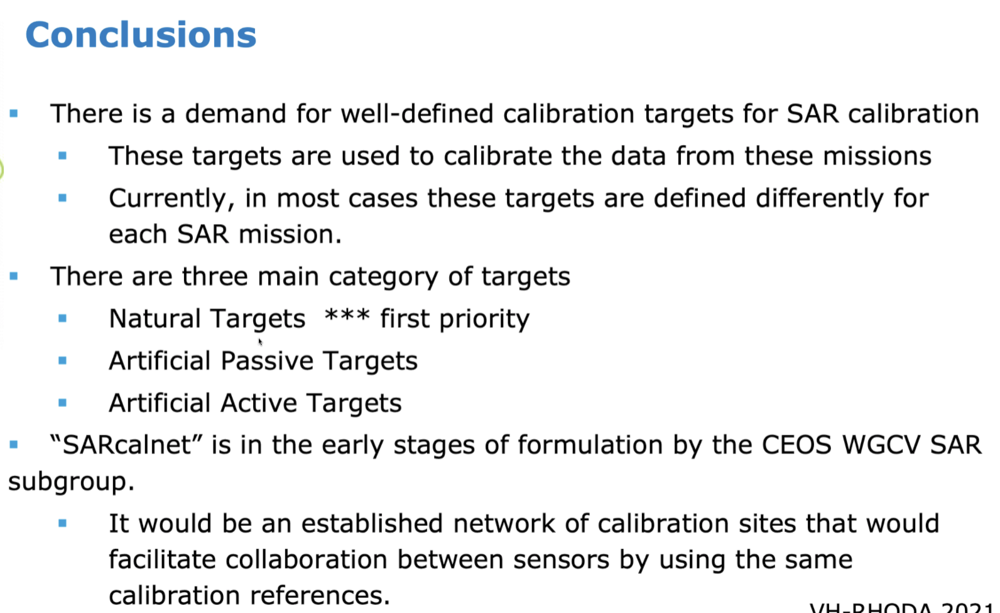 Conclusions
There is a demand for well-defined calibration targets for SAR calibration
These targets are used to calibrate the data from these missions
Currently, in most cases these targets are defined differently for
each SAR mission.
There are three main category of targets
Natural Targets *** first priority
Artificial Passive Targets
Artificial Active Targets
“SARcalnet” is in the early stages of formulation by the CEOS WGCV SAR
subgroup.
It would be an established network of calibration sites that would
facilitate collaboration between sensors by using the same
calibration references.
VH-RHODA 2021